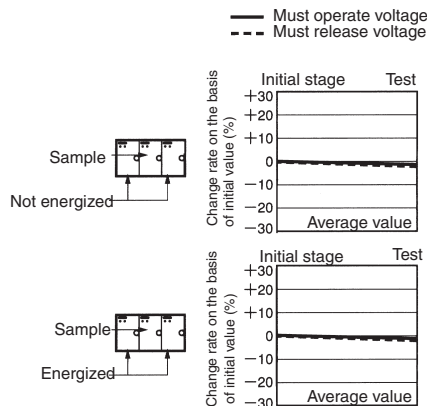 Must operate voltage
Must release voltage
Initial stage Test
+30
+20
+10
0
−10
−20
−30
Change rate on the basis
of initial value (%)
Average value
Sample
Not energized
Initial stage Test
+30
+20
+10
0
−10
−20
−30
Change rate on the basis
of initial value (%)
Average value
Sample
Energized